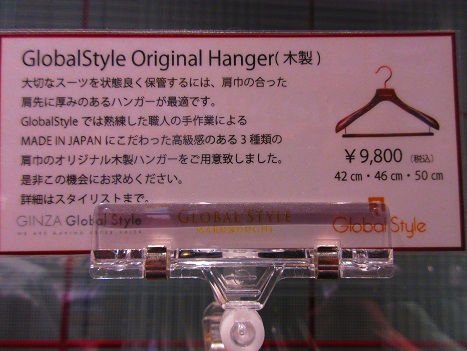 GlobalStyle Original Hanger(木製)
大切なスーツを状態良く保管するには、肩巾の合った
肩先に厚みのあるハンガーが最適です。
GlobalStyle では熟練した職人の手作業による
MADE IN JAPAN にこだわった高級感のある3種類の
肩巾のオリジナル木製ハンガーをご用意致しました。
是非この機会にお求めください。
詳細はスタイリストまで。
¥9,800 (税込)
42 cm・46 cm・50 cm
GINZA Global Style
GLOBAL STYLE
Global Style